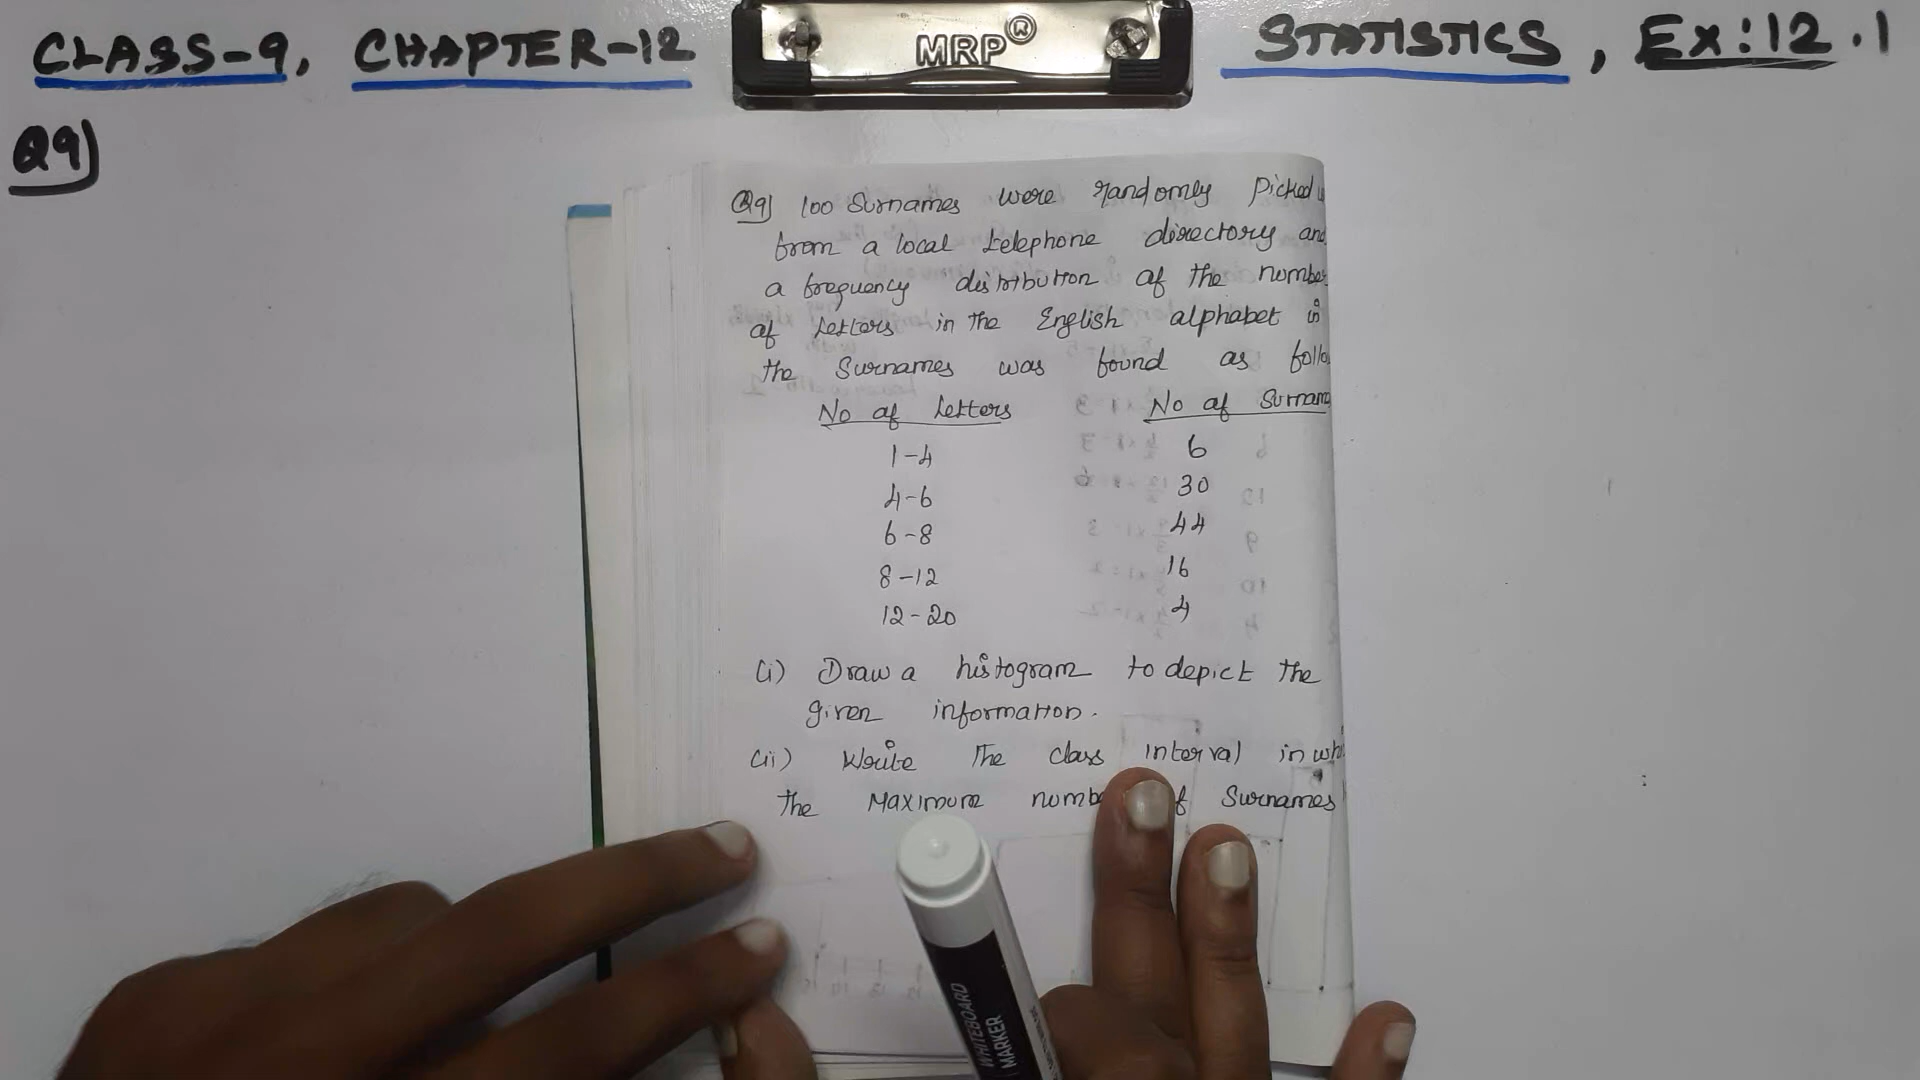 CLASS-9, CHAPTER-12
MRP®
STATISTICS, Ex:12.1
Q9)
Q9) 100 Surnames were randomly Picked u
from a local telephone directory and
a frequency distribution of the number
of Letters in the English alphabet in
the Surnames was found as follo
No of Letters No of Surname
1-4 6
4-6 30
6-8 44
8-12 16
12-20 4
(i) Draw a histogram to depict the
given information.
(ii) Write the class interval in whi
the Maximum numb f Surnames
WHITEBOARD
MARKER